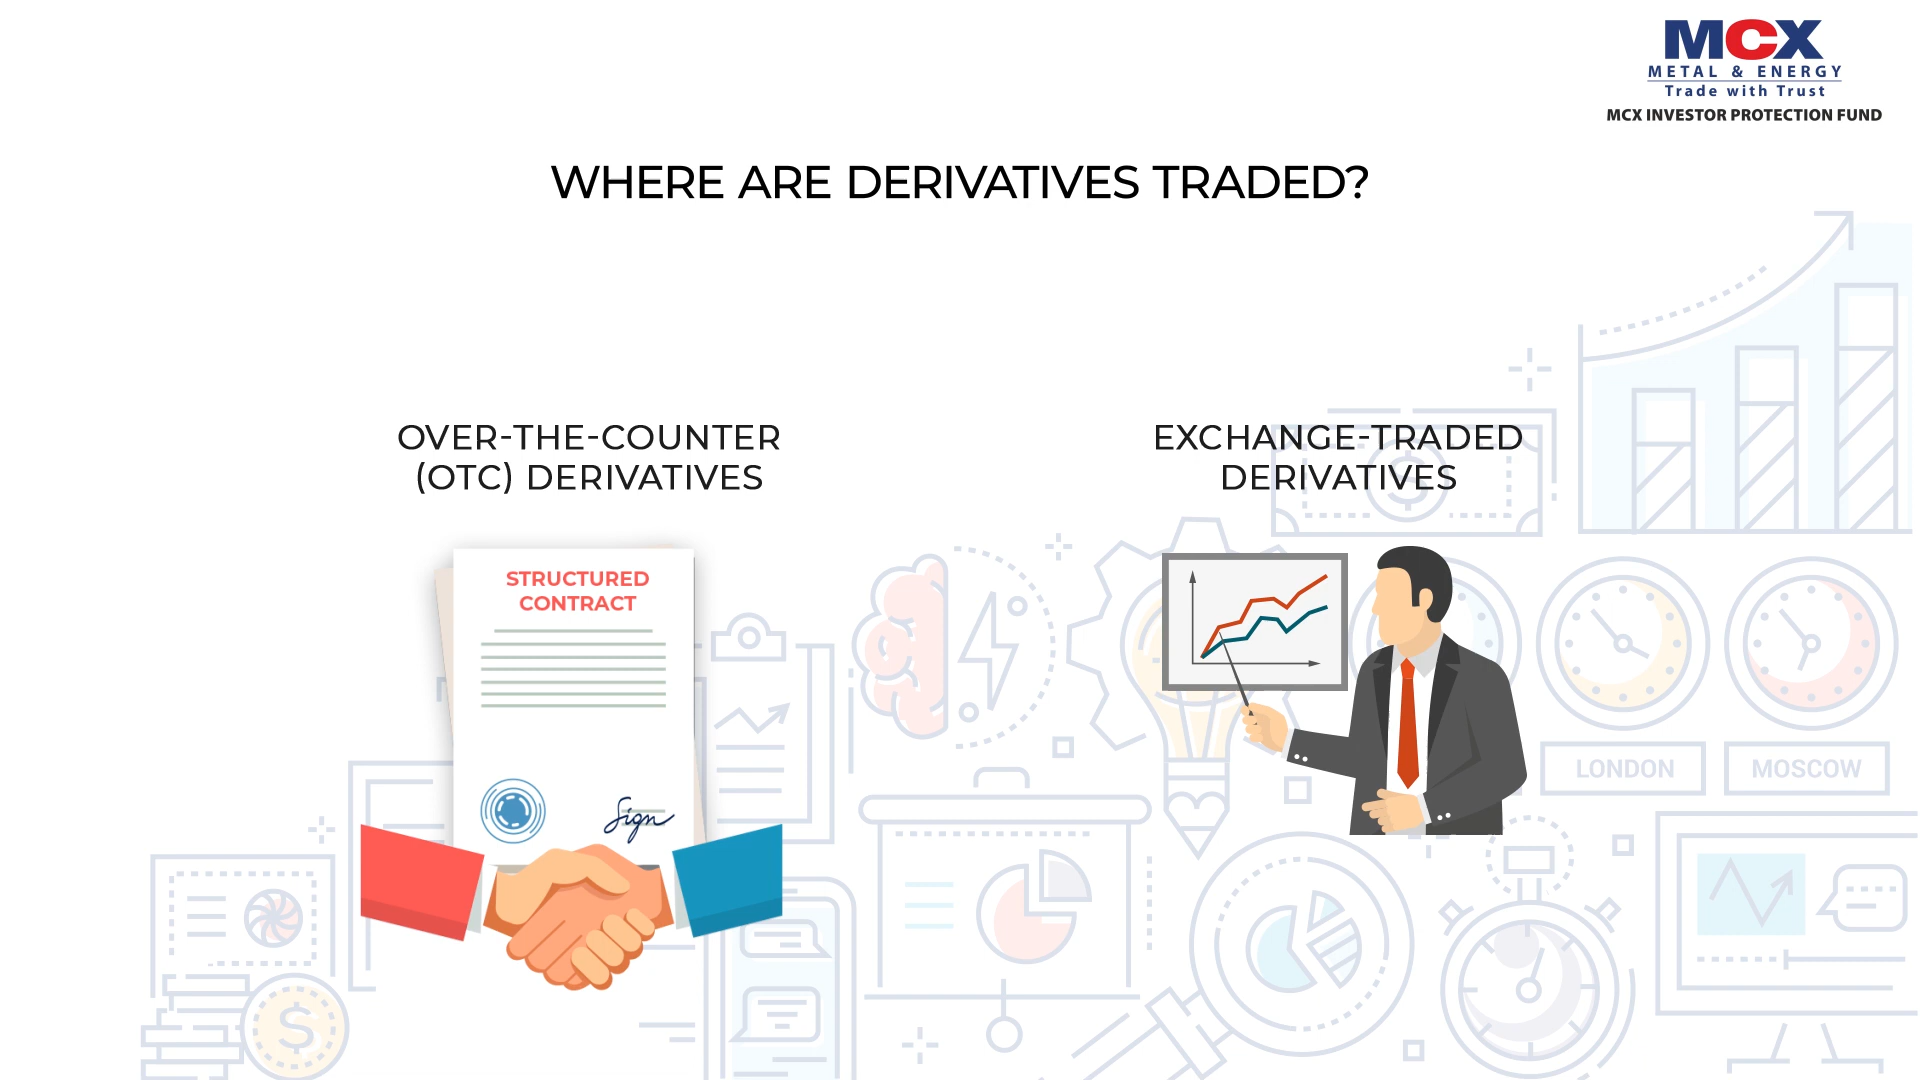 MCX
METAL & ENERGY
Trade with Trust
MCX INVESTOR PROTECTION FUND
WHERE ARE DERIVATIVES TRADED?
OVER-THE-COUNTER
(OTC) DERIVATIVES
EXCHANGE-TRADED
DERIVATIVES
STRUCTURED
CONTRACT
Sign
LONDON
MOSCOW
$
$